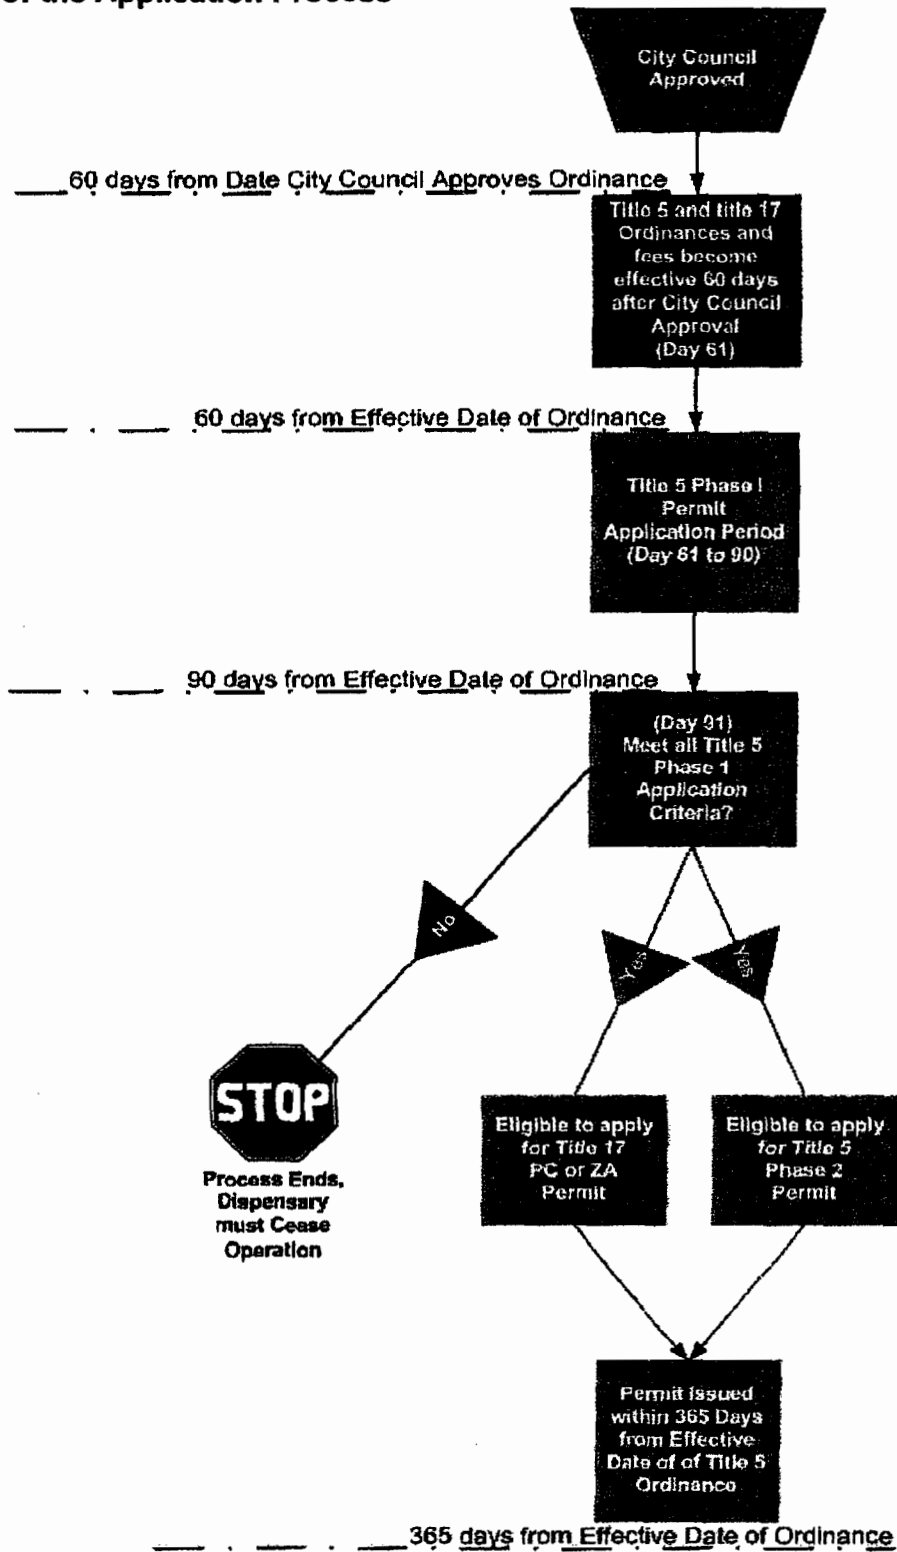 of the Application Process
City Council
Approved
60 days from Date City Council Approves Ordinance
Title 5 and title 17
Ordinances and
fees become
effective 60 days
after City Council
Approval
(Day 61)
60 days from Effective Date of Ordinance
Title 5 Phase I
Permit
Application Period
(Day 61 to 90)
90 days from Effective Date of Ordinance
(Day 91)
Meet all Title 5
Phase 1
Application
Criteria?
No
Yes
Yes
STOP
Process Ends,
Dispensary
must Cease
Operation
Eligible to apply
for Title 17
PC or ZA
Permit
Eligible to apply
for Title 5
Phase 2
Permit
Permit Issued
within 365 Days
from Effective
Date of of Title 5
Ordinance
365 days from Effective Date of Ordinance